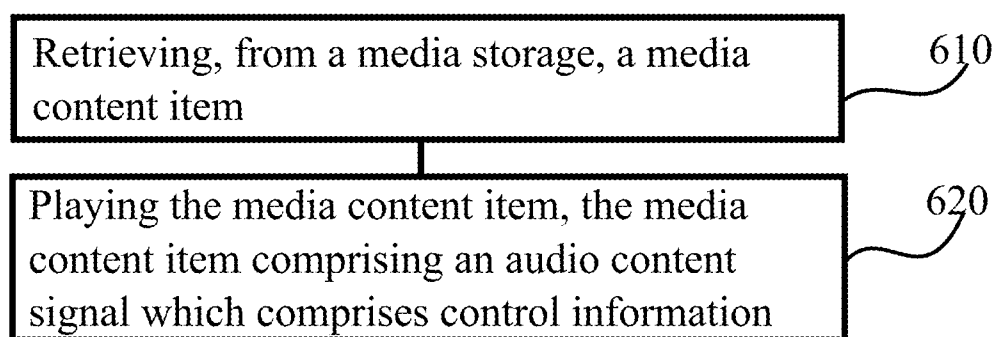 Retrieving, from a media storage, a media
content item
610
Playing the media content item, the media
content item comprising an audio content
signal which comprises control information
620